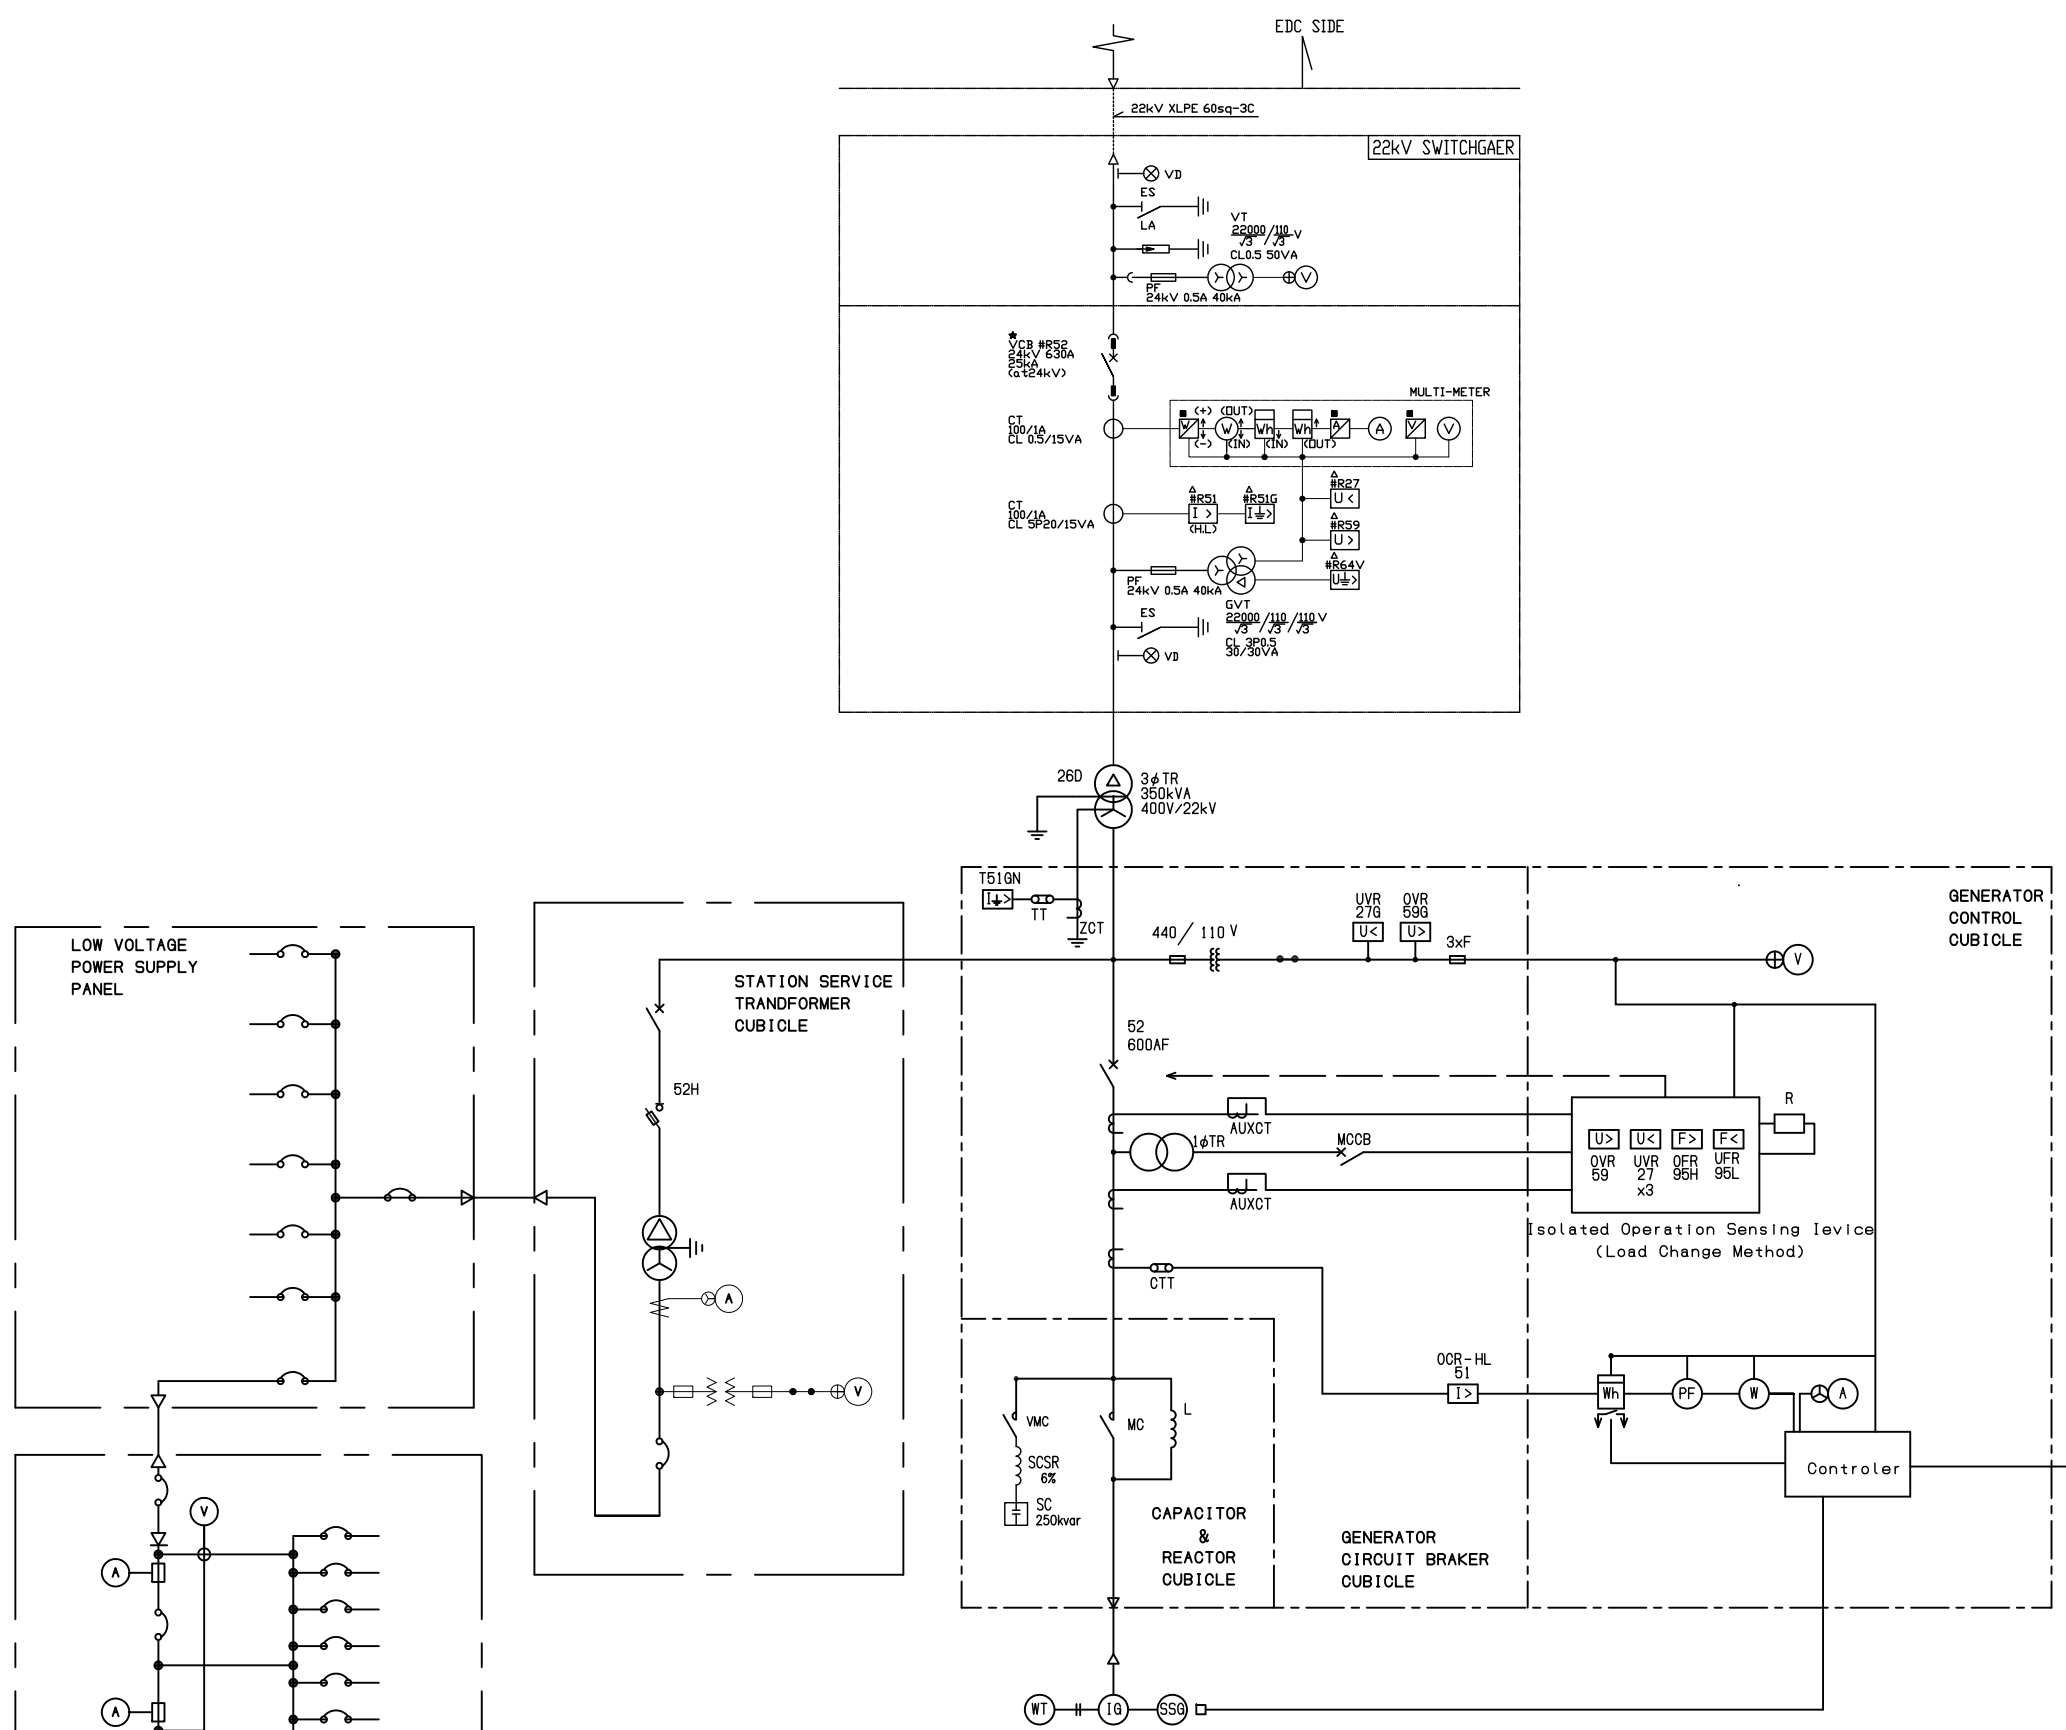 EDC SIDE
22kV XLPE 60sq-3C
22kV SWITCHGAER
VD
ES
LA
VT
22000/110 V
√3 √3
CL0.5 50VA
V
PF
24kV 0.5A 40kA
★
VCB #R52
24kV 630A
25kA
(at24kV)
MULTI-METER
CT
100/1A
CL 0.5/15VA
(+) (OUT)
W W Wh Wh A A V V
(-) (IN) (IN) (OUT)
#R27
U <
CT
100/1A
CL 5P20/15VA
#R51 #R51G
I > I >
(H.L)
#R59
U >
#R64V
U >
PF
24kV 0.5A 40kA
GVT
22000/110/110 V
√3 √3 √3
CL 3P0.5
30/30VA
ES
VD
26D
3φTR
350kVA
400V/22kV
T51GN
I >
TT
ZCT
440/110 V
UVR
27G
U<
OVR
59G
U>
3xF
V
GENERATOR
CONTROL
CUBICLE
LOW VOLTAGE
POWER SUPPLY
PANEL
STATION SERVICE
TRANDFORMER
CUBICLE
52H
A
V
52
600AF
AUXCT
1φTR
MCCB
AUXCT
R
U> U< F> F<
OVR UVR OFR UFR
59 27 95H 95L
x3
Isolated Operation Sensing Ievice
(Load Change Method)
CTT
OCR-HL
51
I>
Wh PF W A
Controler
VMC
MC
L
SCSR
6%
SC
250kvar
CAPACITOR
&
REACTOR
CUBICLE
GENERATOR
CIRCUIT BRAKER
CUBICLE
V
A
A
WT IG SSG